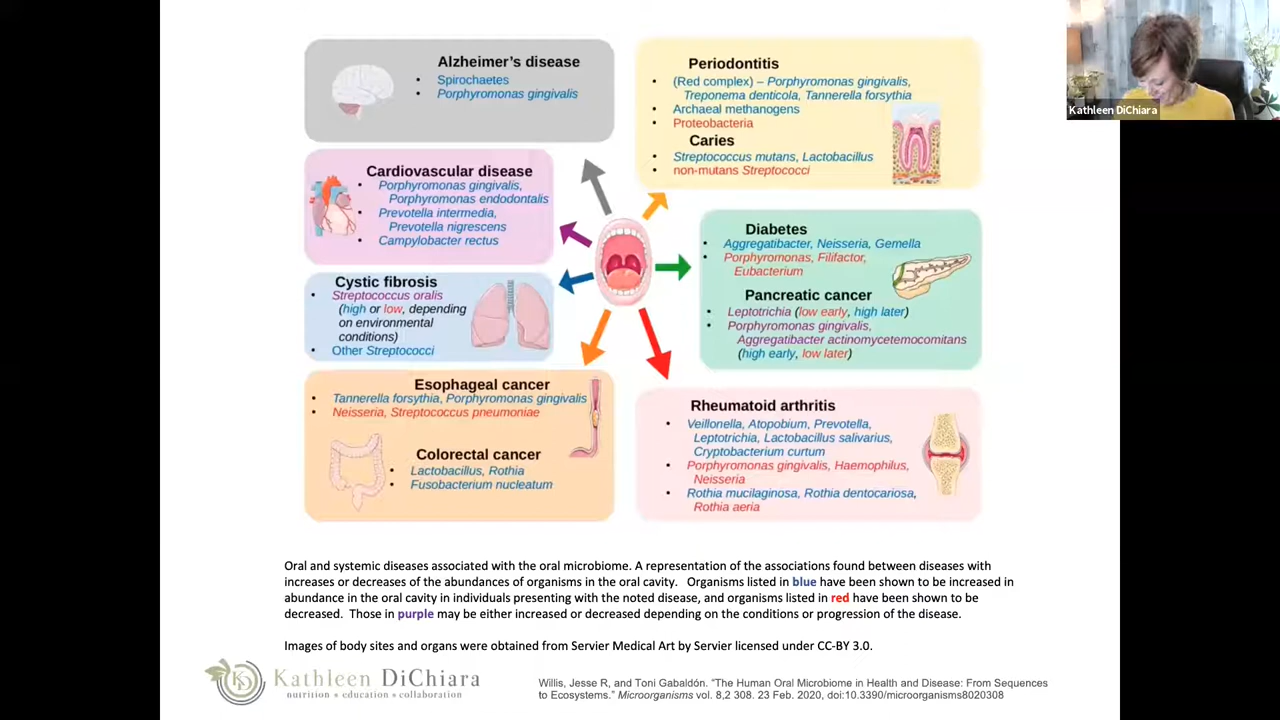 Alzheimer's disease
• Spirochaetes
• Porphyromonas gingivalis
Periodontitis
• (Red complex) – Porphyromonas gingivalis,
Treponema denticola, Tannerella forsythia
• Archaeal methanogens
• Proteobacteria
Caries
• Streptococcus mutans, Lactobacillus
• non-mutans Streptococci
Cardiovascular disease
• Porphyromonas gingivalis,
Porphyromonas endodontalis
• Prevotella intermedia,
Prevotella nigrescens
• Campylobacter rectus
Diabetes
• Aggregatibacter, Neisseria, Gemella
• Porphyromonas, Filifactor,
Eubacterium
Pancreatic cancer
• Leptotrichia (low early, high later)
• Porphyromonas gingivalis,
Aggregatibacter actinomycetemocomitans
(high early, low later)
Cystic fibrosis
• Streptococcus oralis
(high or low, depending
on environmental
conditions)
• Other Streptococci
Esophageal cancer
• Tannerella forsythia, Porphyromonas gingivalis
• Neisseria, Streptococcus pneumoniae
Colorectal cancer
• Lactobacillus, Rothia
• Fusobacterium nucleatum
Rheumatoid arthritis
• Veillonella, Atopobium, Prevotella,
Leptotrichia, Lactobacillus salivarius,
Cryptobacterium curtum
• Porphyromonas gingivalis, Haemophilus,
Neisseria
• Rothia mucilaginosa, Rothia dentocariosa,
Rothia aeria
Oral and systemic diseases associated with the oral microbiome. A representation of the associations found between diseases with
increases or decreases of the abundances of organisms in the oral cavity. Organisms listed in blue have been shown to be increased in
abundance in the oral cavity in individuals presenting with the noted disease, and organisms listed in red have been shown to be
decreased. Those in purple may be either increased or decreased depending on the conditions or progression of the disease.
Images of body sites and organs were obtained from Servier Medical Art by Servier licensed under CC-BY 3.0.
KD
Kathleen DiChiara
nutrition • education • collaboration
Willis, Jesse R, and Toni Gabaldón. "The Human Oral Microbiome in Health and Disease: From Sequences
to Ecosystems." Microorganisms vol. 8,2 308. 23 Feb. 2020, doi:10.3390/microorganisms8020308
Kathleen DiChiara